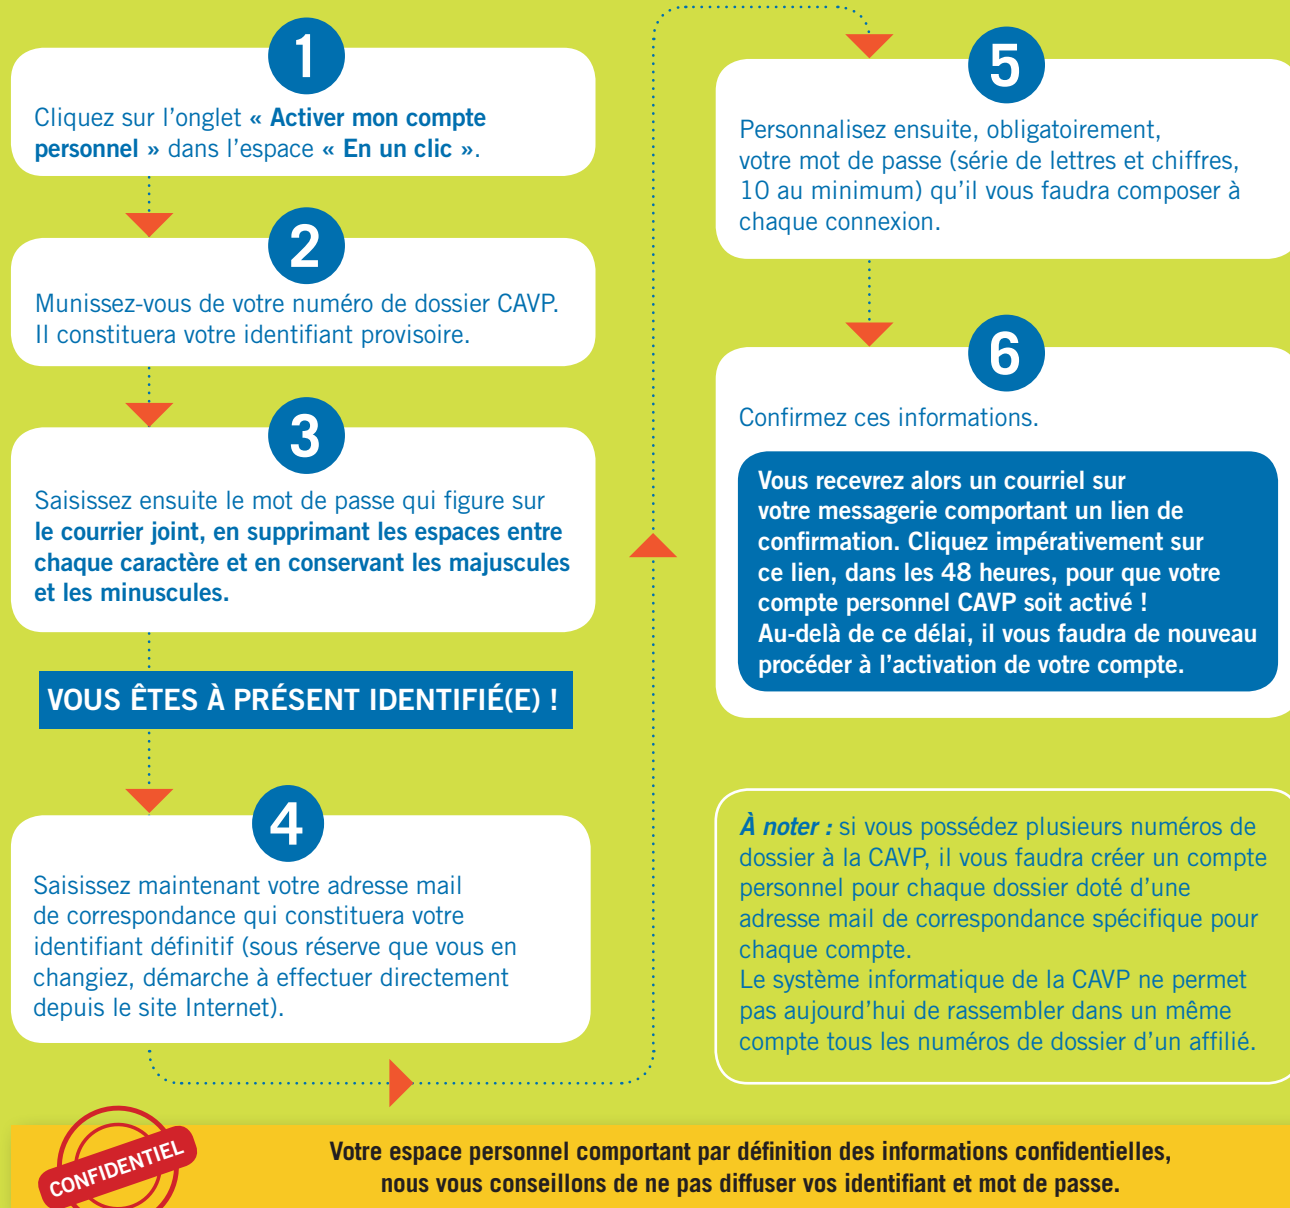 1
Cliquez sur l’onglet « Activer mon compte
personnel » dans l’espace « En un clic ».
2
Munissez-vous de votre numéro de dossier CAVP.
Il constituera votre identifiant provisoire.
3
Saisissez ensuite le mot de passe qui figure sur
le courrier joint, en supprimant les espaces entre
chaque caractère et en conservant les majuscules
et les minuscules.
VOUS ÊTES À PRÉSENT IDENTIFIÉ(E) !
4
Saisissez maintenant votre adresse mail
de correspondance qui constituera votre
identifiant définitif (sous réserve que vous en
changiez, démarche à effectuer directement
depuis le site Internet).
5
Personnalisez ensuite, obligatoirement,
votre mot de passe (série de lettres et chiffres,
10 au minimum) qu’il vous faudra composer à
chaque connexion.
6
Confirmez ces informations.
Vous recevrez alors un courriel sur
votre messagerie comportant un lien de
confirmation. Cliquez impérativement sur
ce lien, dans les 48 heures, pour que votre
compte personnel CAVP soit activé !
Au-delà de ce délai, il vous faudra de nouveau
procéder à l’activation de votre compte.
À noter : si vous possédez plusieurs numéros de
dossier à la CAVP, il vous faudra créer un compte
personnel pour chaque dossier doté d’une
adresse mail de correspondance spécifique pour
chaque compte.
Le système informatique de la CAVP ne permet
pas aujourd’hui de rassembler dans un même
compte tous les numéros de dossier d’un affilié.
CONFIDENTIEL
Votre espace personnel comportant par définition des informations confidentielles,
nous vous conseillons de ne pas diffuser vos identifiant et mot de passe.